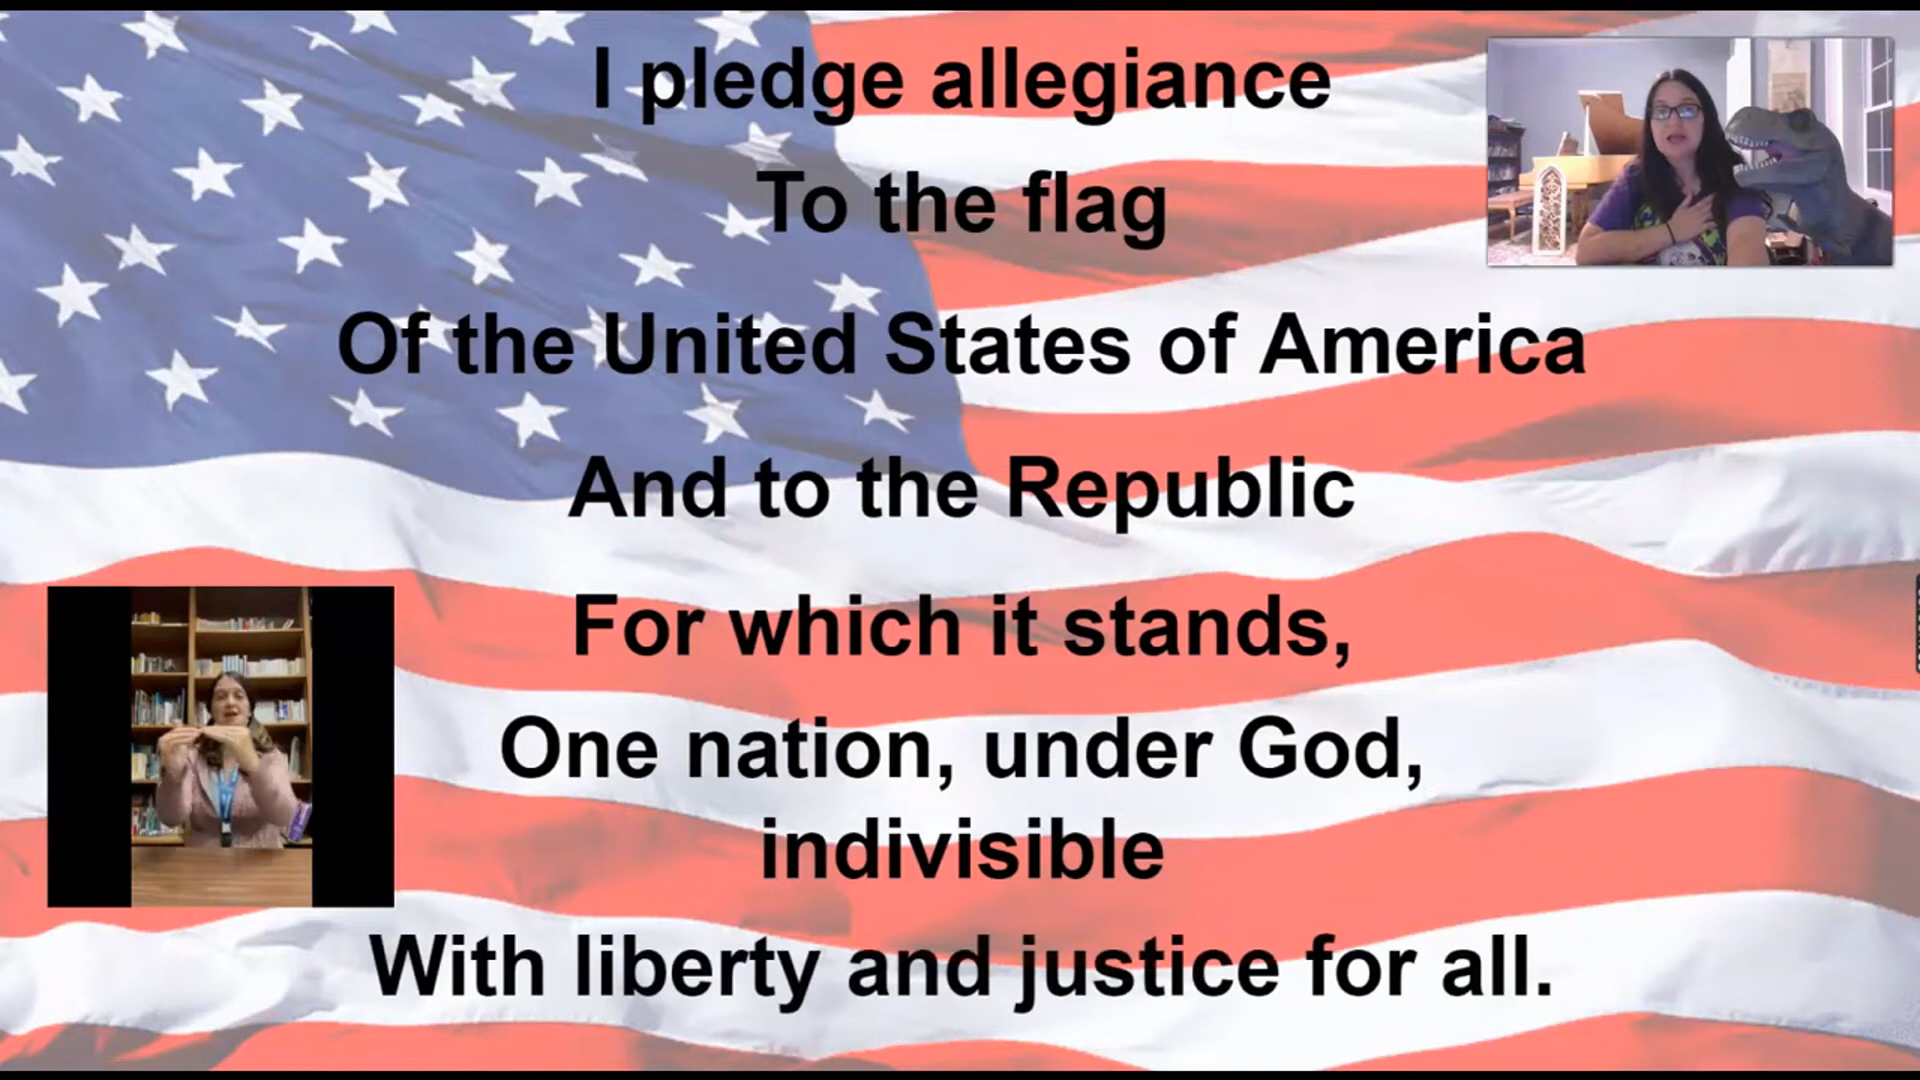 I pledge allegiance
To the flag
Of the United States of America
And to the Republic
For which it stands,
One nation, under God,
indivisible
With liberty and justice for all.